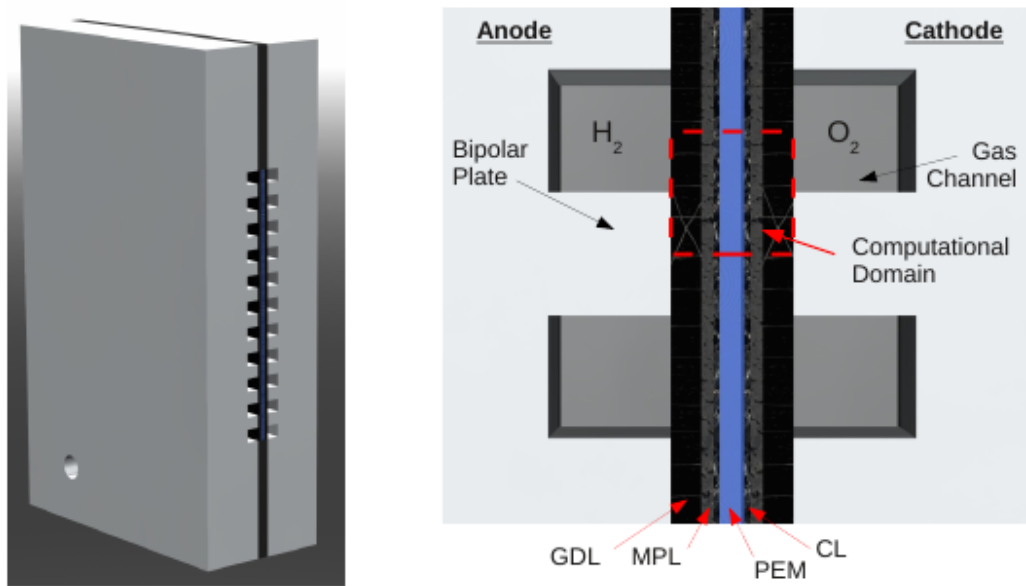 Anode
Cathode
H₂
O₂
Bipolar
Plate
Gas
Channel
Computational
Domain
GDL
MPL
PEM
CL